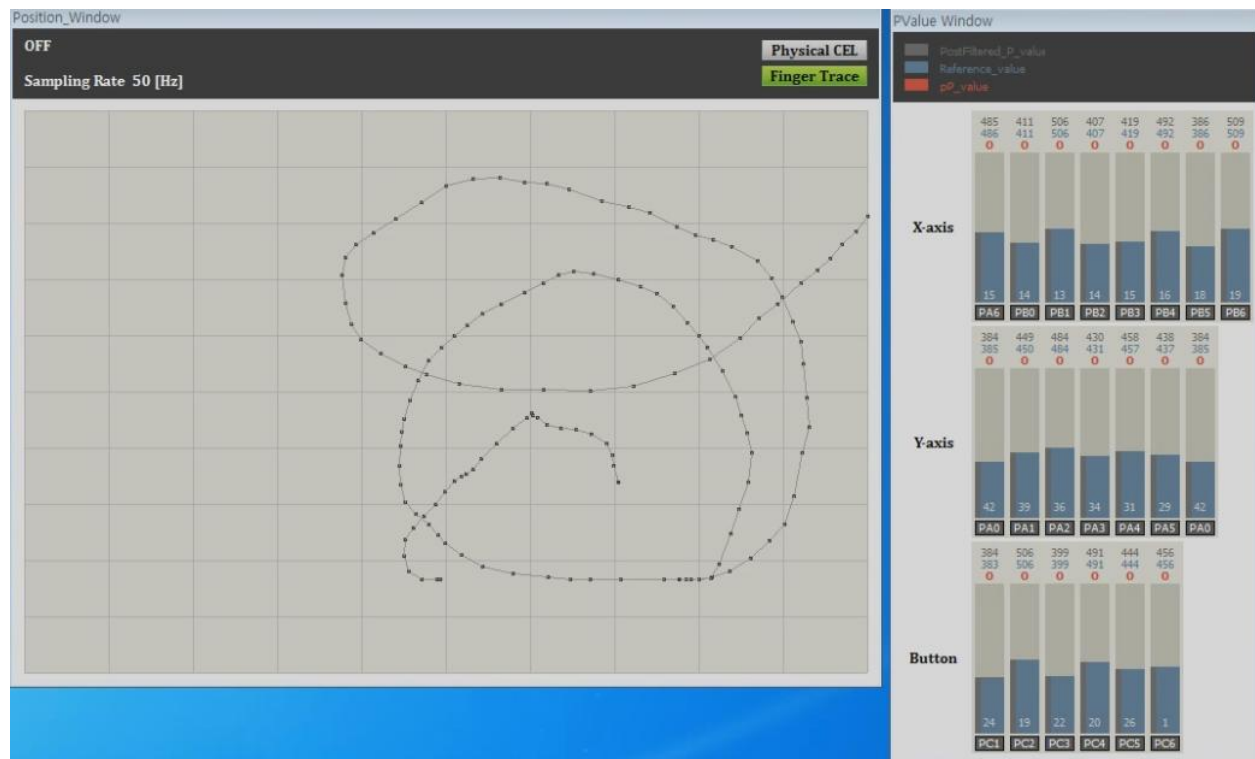 Position_Window
OFF
Physical CEL
Sampling Rate 50 [Hz]
Finger Trace
PValue Window
PostFiltered_P_value
Reference_value
pP_value
485 411 506 407 419 492 386 509
486 411 506 407 419 492 386 509
0 0 0 0 0 0 0 0
X-axis
15 14 13 14 15 16 18 19
PA6 PB0 PB1 PB2 PB3 PB4 PB5 PB6
384 449 484 430 458 438 384
385 450 484 431 457 437 385
0 0 0 0 0 0 0
Y-axis
42 39 36 34 31 29 42
PA0 PA1 PA2 PA3 PA4 PA5 PA0
384 506 399 491 444 456
383 506 399 491 444 456
0 0 0 0 0 0
Button
24 19 22 20 26 1
PC1 PC2 PC3 PC4 PC5 PC6